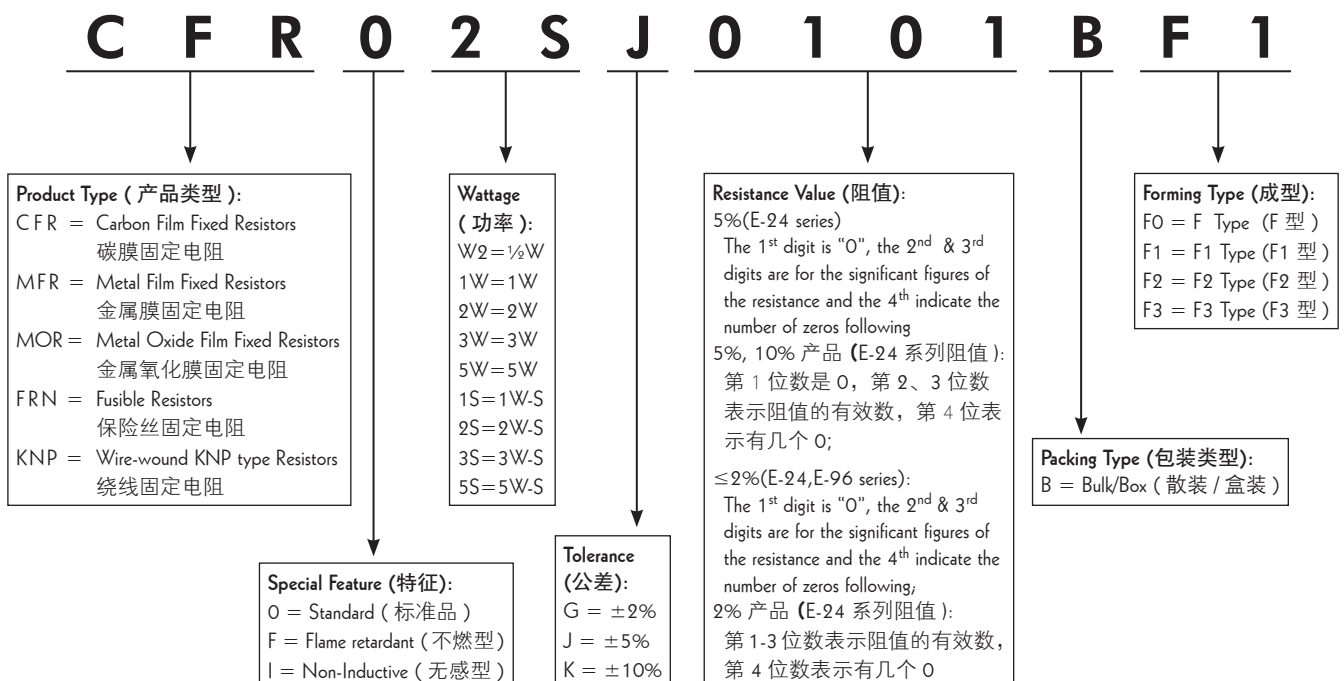 C F R 0 2 S J 0 1 0 1 B F 1
Product Type ( 产品类型 ):
CFR = Carbon Film Fixed Resistors
碳膜固定电阻
MFR = Metal Film Fixed Resistors
金属膜固定电阻
MOR = Metal Oxide Film Fixed Resistors
金属氧化膜固定电阻
FRN = Fusible Resistors
保险丝固定电阻
KNP = Wire-wound KNP type Resistors
绕线固定电阻
Special Feature (特征):
0 = Standard ( 标准品 )
F = Flame retardant ( 不燃型 )
I = Non-Inductive ( 无感型 )
Wattage
( 功率 ):
W2=½W
1W=1W
2W=2W
3W=3W
5W=5W
1S=1W-S
2S=2W-S
3S=3W-S
5S=5W-S
Tolerance
(公差):
G = ±2%
J = ±5%
K = ±10%
Resistance Value (阻值):
5%(E-24 series)
The 1st digit is “0”, the 2nd & 3rd
digits are for the significant figures of
the resistance and the 4th indicate the
number of zeros following
5%, 10% 产品 (E-24 系列阻值 ):
第 1 位数是 0，第 2、3 位数
表示阻值的有效数，第 4 位表
示有几个 0;
≤2%(E-24,E-96 series):
The 1st digit is “0”, the 2nd & 3rd
digits are for the significant figures of
the resistance and the 4th indicate the
number of zeros following;
2% 产品 (E-24 系列阻值 ):
第 1-3 位数表示阻值的有效数，
第 4 位数表示有几个 0
Packing Type (包装类型):
B = Bulk/Box ( 散装 / 盒装 )
Forming Type (成型):
F0 = F Type (F 型 )
F1 = F1 Type (F1 型 )
F2 = F2 Type (F2 型 )
F3 = F3 Type (F3 型 )